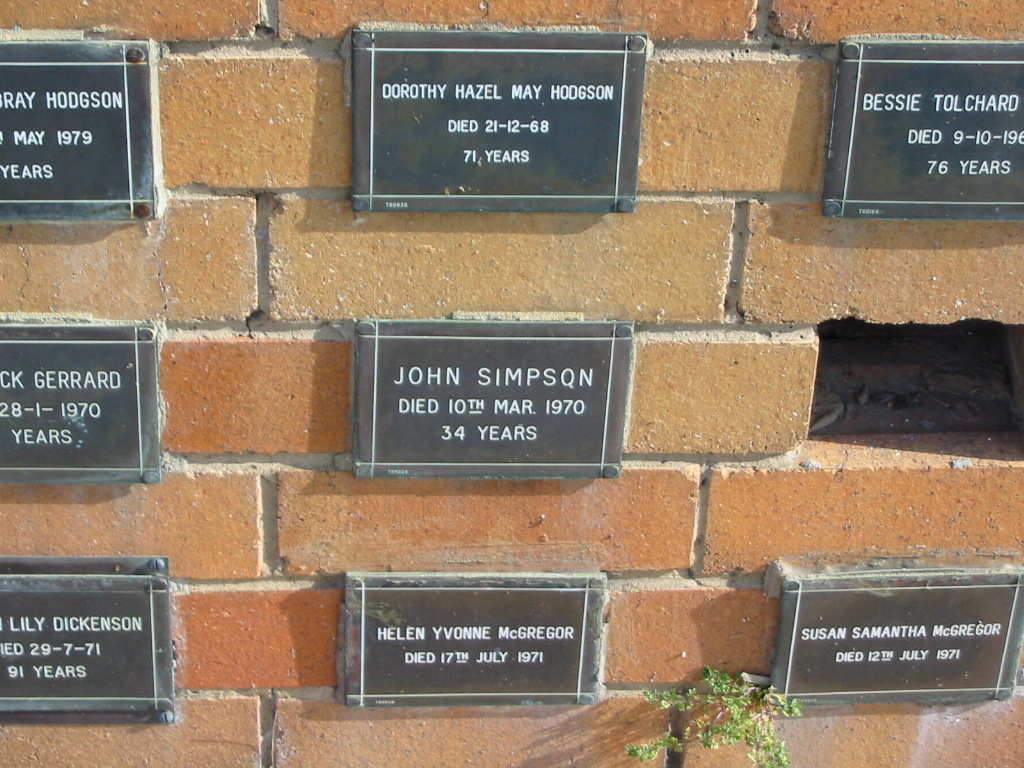 BRAY HODGSON
MAY 1979
YEARS
DOROTHY HAZEL MAY HODGSON
DIED 21-12-68
71 YEARS
BESSIE TOLCHARD
DIED 9-10-196
76 YEARS
CK GERRARD
28-1-1970
YEARS
JOHN SIMPSON
DIED 10TH MAR. 1970
34 YEARS
LILY DICKENSON
IED 29-7-71
91 YEARS
HELEN YVONNE McGREGOR
DIED 17TH JULY 1971
SUSAN SAMANTHA McGREGOR
DIED 12TH JULY 1971